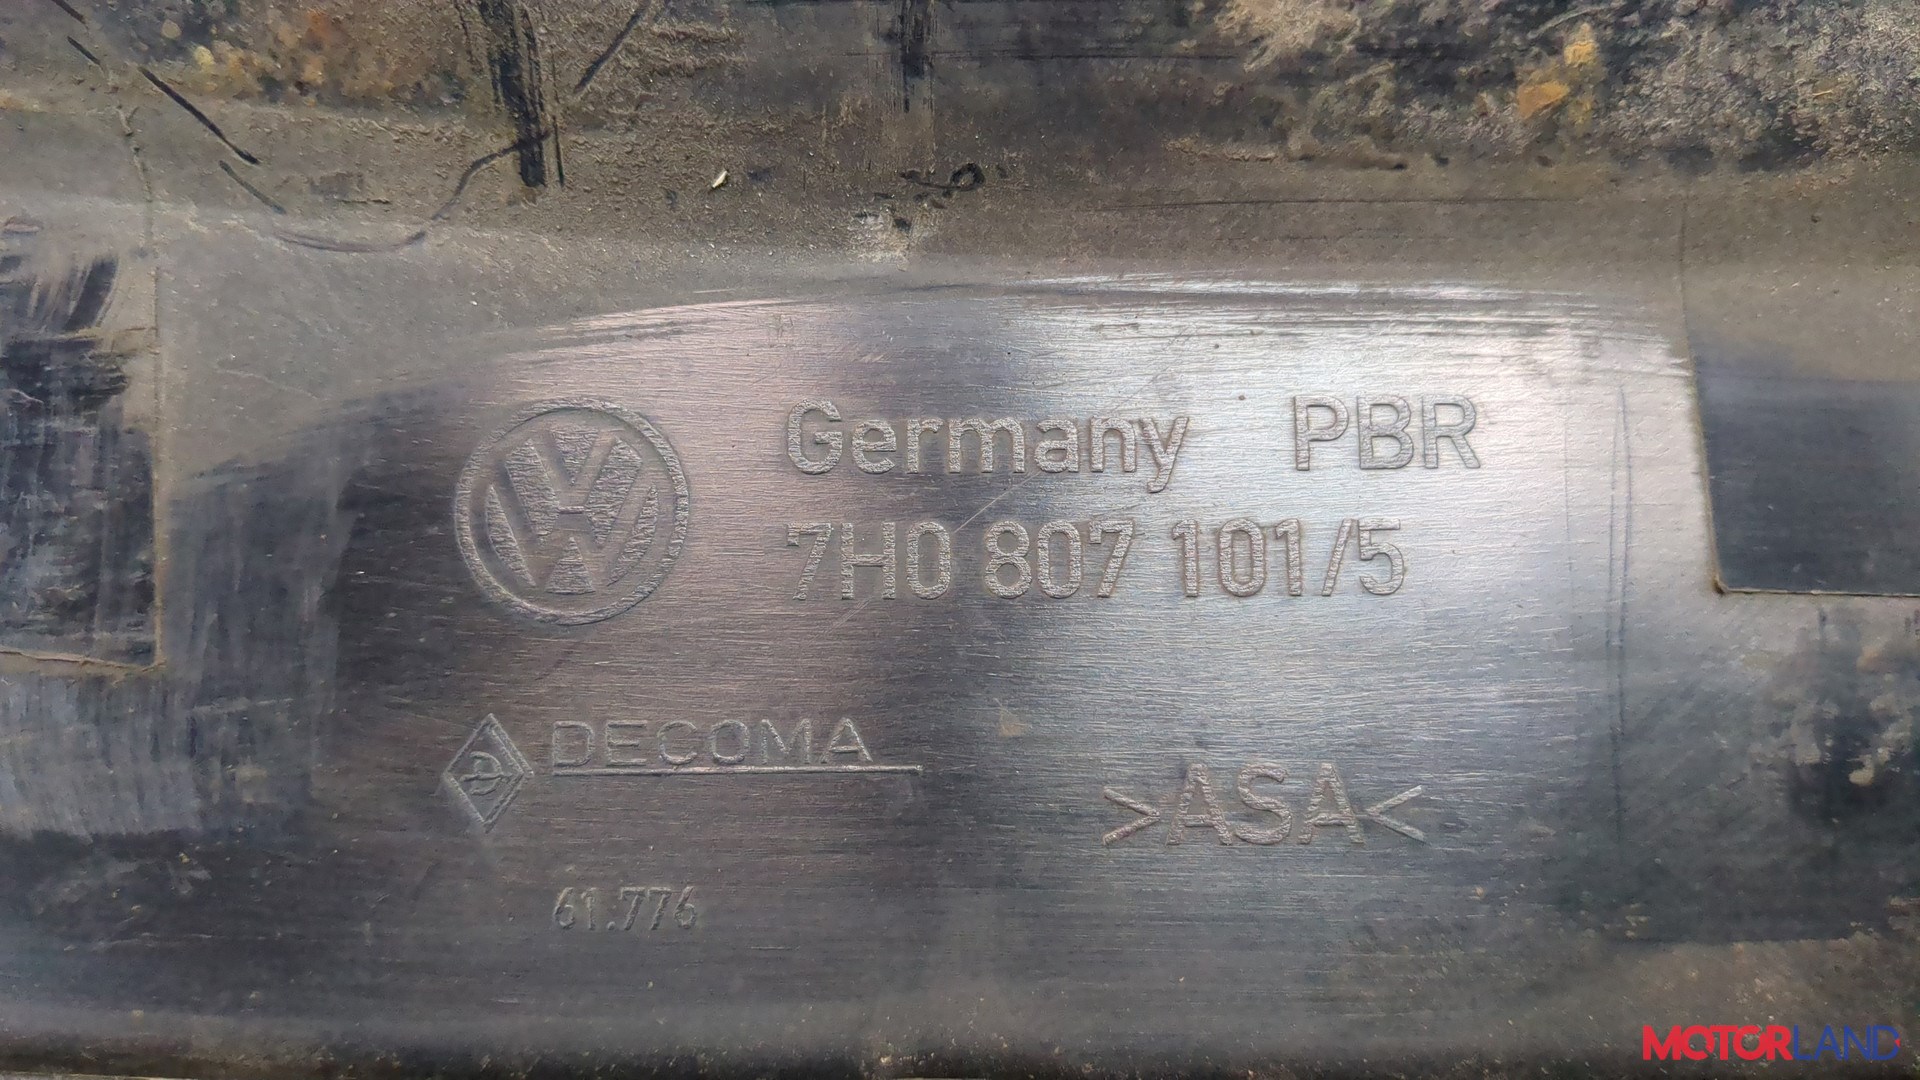 Germany PBR
7H0 807 101/5
DECOMA
>ASA<
61.776
MOTORLAND